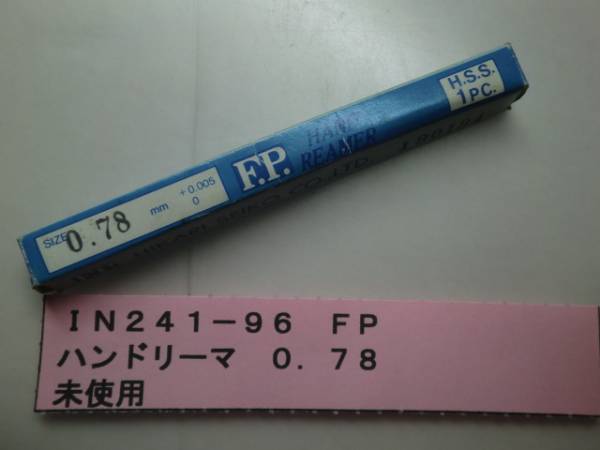 H.S.S.
1PC.
F.P.
HAND
REAMER
SIZE 0.78 mm +0.005
0
ＩＮ２４１－９６　ＦＰ
ハンドリーマ　０．７８
未使用